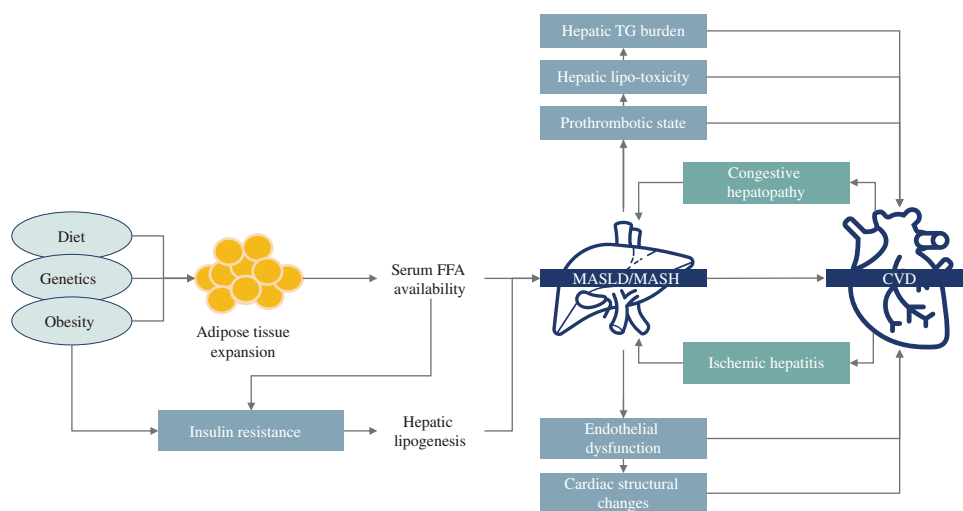 Hepatic TG burden
Hepatic lipo-toxicity
Prothrombotic state
Congestive
hepatopathy
Diet
Genetics
Obesity
Adipose tissue
expansion
Serum FFA
availability
MASLD/MASH
CVD
Ischemic hepatitis
Insulin resistance
Hepatic
lipogenesis
Endothelial
dysfunction
Cardiac structural
changes